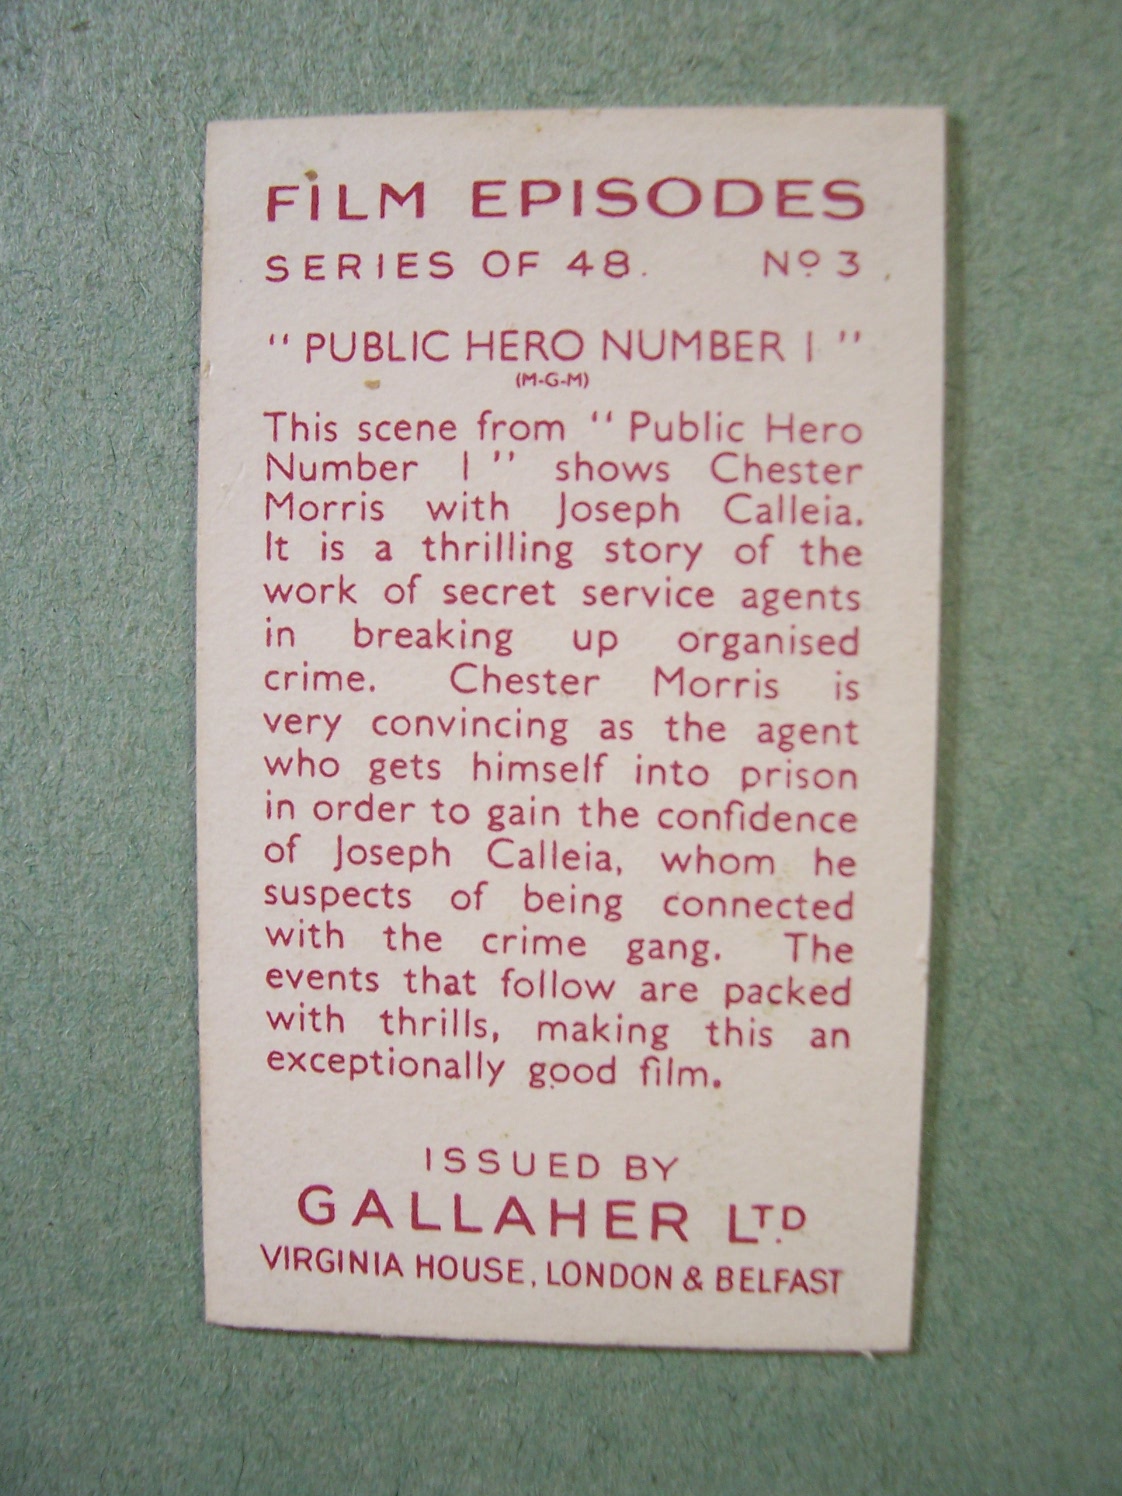 FILM EPISODES
SERIES OF 48. Nº 3
" PUBLIC HERO NUMBER 1 "
(M-G-M)
This scene from " Public Hero
Number 1 " shows Chester
Morris with Joseph Calleia.
It is a thrilling story of the
work of secret service agents
in breaking up organised
crime. Chester Morris is
very convincing as the agent
who gets himself into prison
in order to gain the confidence
of Joseph Calleia, whom he
suspects of being connected
with the crime gang. The
events that follow are packed
with thrills, making this an
exceptionally good film.
ISSUED BY
GALLAHER LTD
VIRGINIA HOUSE, LONDON & BELFAST